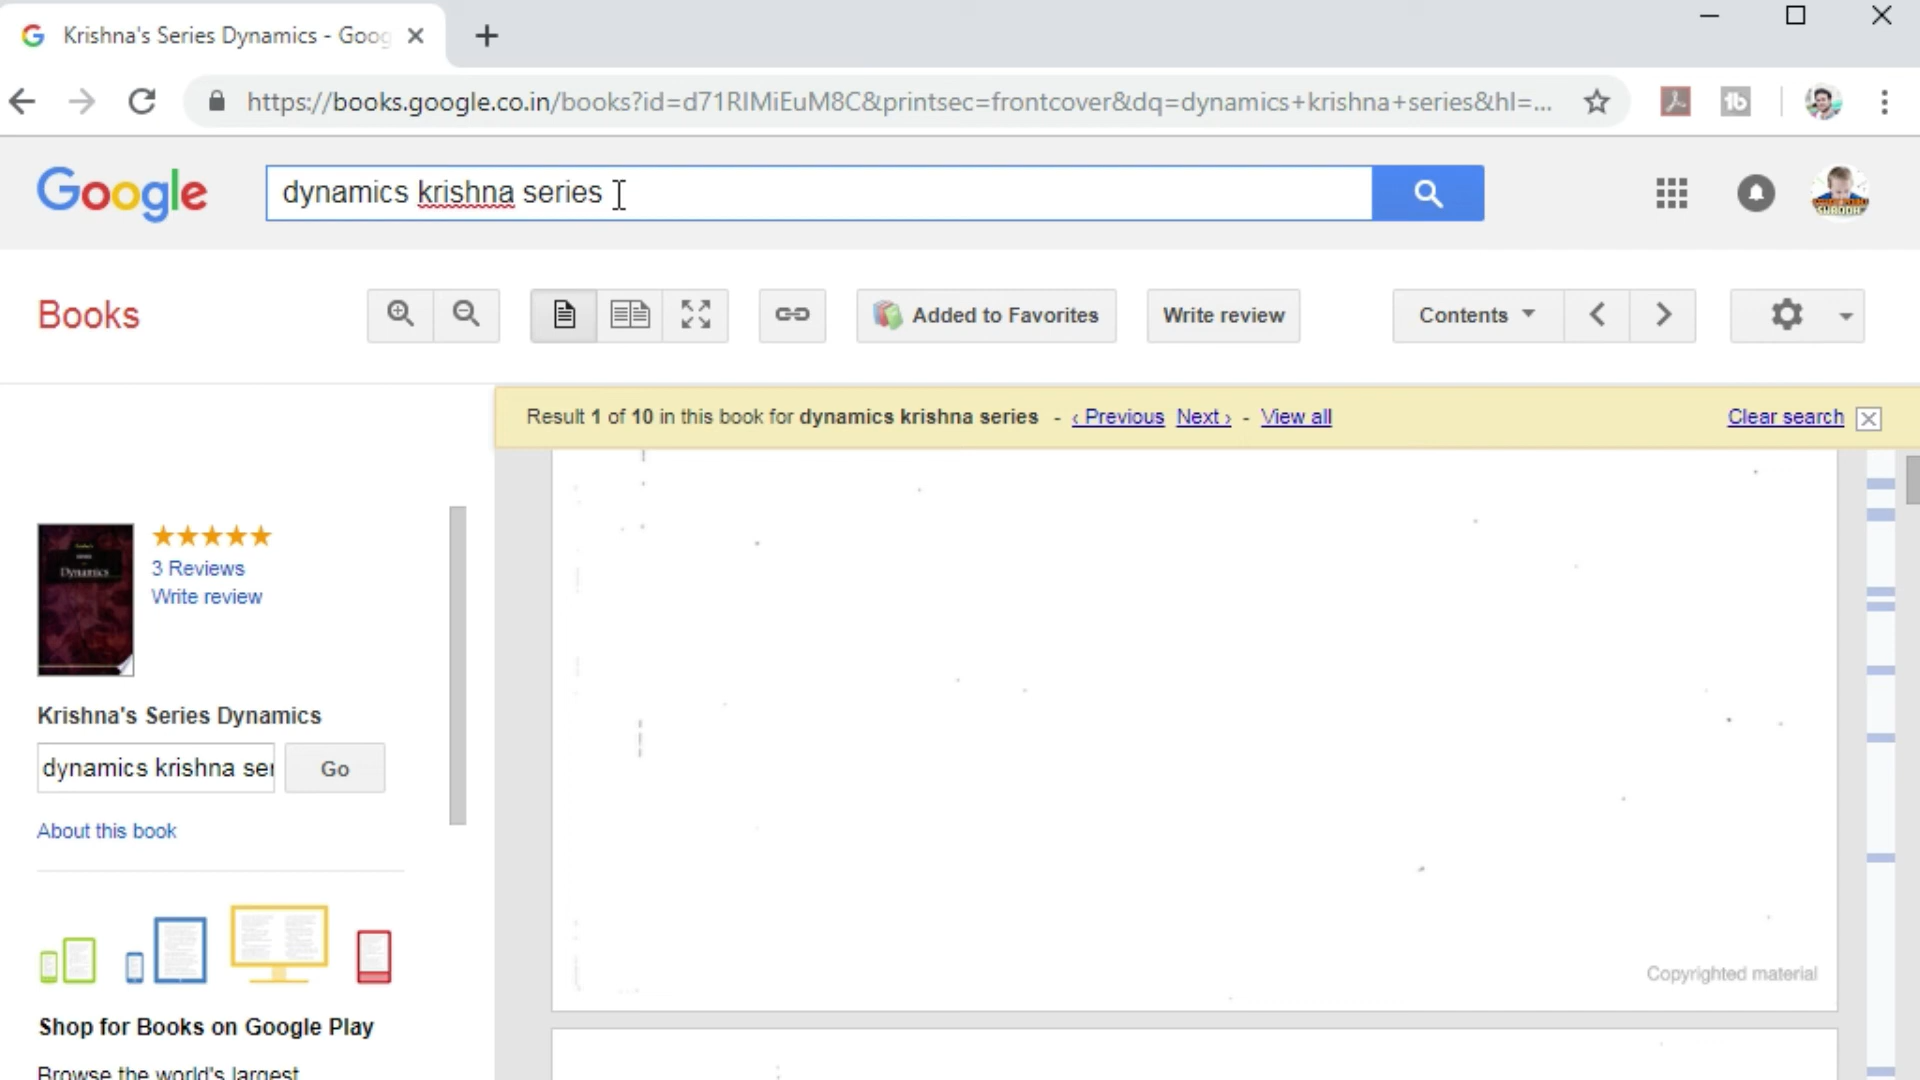 Krishna's Series Dynamics - Goog
https://books.google.co.in/books?id=d71RIMiEuM8C&printsec=frontcover&dq=dynamics+krishna+series&hl=...
Google
dynamics krishna series
Books
Added to Favorites
Write review
Contents
Result 1 of 10 in this book for dynamics krishna series - ‹ Previous Next › - View all
Clear search
Dynamics
3 Reviews
Write review
Krishna's Series Dynamics
dynamics krishna ser
Go
About this book
Copyrighted material
Shop for Books on Google Play
Browse the world's largest